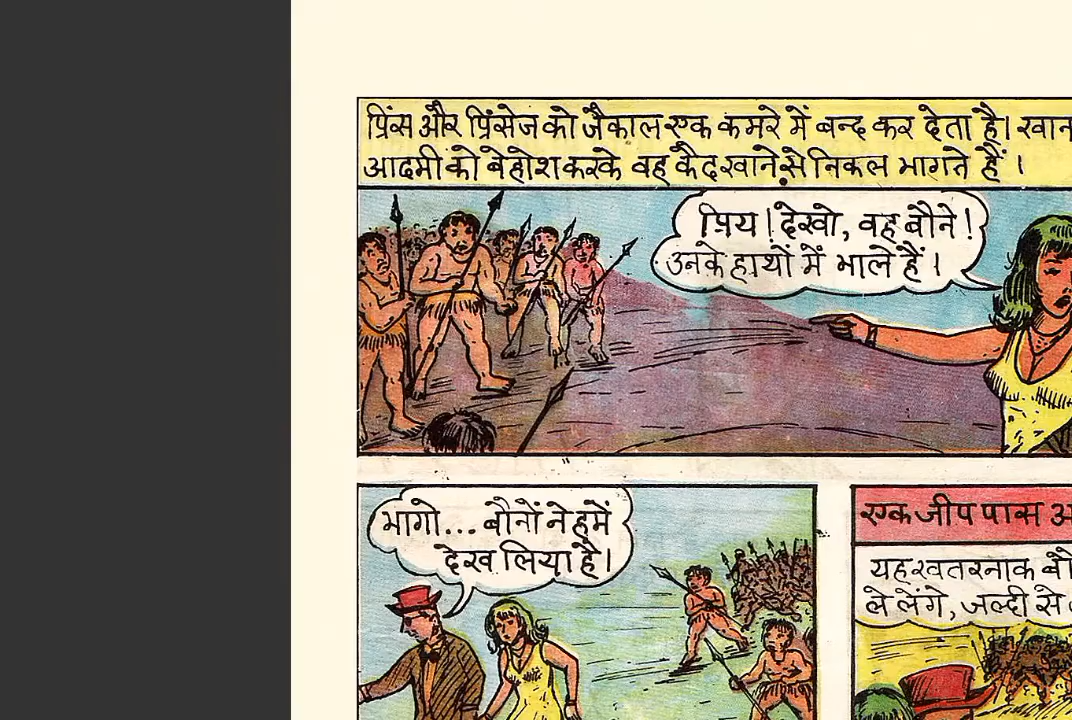 प्रिंस और प्रिंसेज को जैकाल एक कमरे में बन्द कर देता है। खान
आदमी को बेहोश करके वह कैदखाने से निकल भागते हैं।
प्रिय! देखो, वह बौने!
उनके हाथों में भाले हैं।
भागो... बौनों ने हमें
देख लिया है।
एक जीप पास
यह खतरनाक
ले लेंगे, जल्दी से